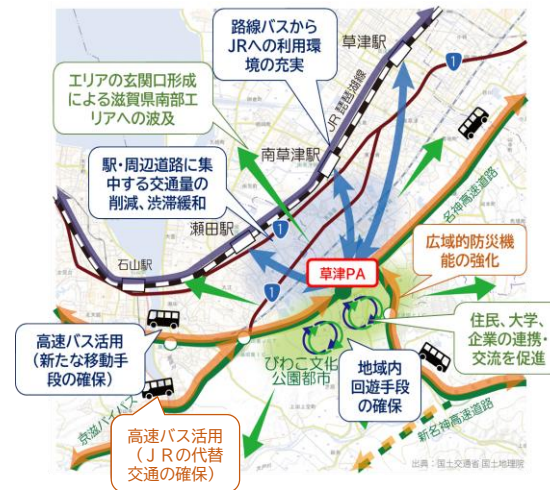 路線バスから
JRへの利用環
境の充実
草津駅
1
エリアの玄関口形成
による滋賀県南部エ
リアへの波及
JR琵琶湖線
南草津駅
駅・周辺道路に集
中する交通量の
削減、渋滞緩和
瀬田駅
1
名神高速道路
石山駅
広域的防災機
能の強化
草津PA
1
高速バス活用
(新たな移動手
段の確保)
びわこ文化
公園都市
地域内
回遊手段
の確保
住民、大学、
企業の連携・
交流を促進
京滋バイパス
高速バス活用
(JRの代替
交通の確保)
新名神高速道路
出典:国土交通省 国土地理院